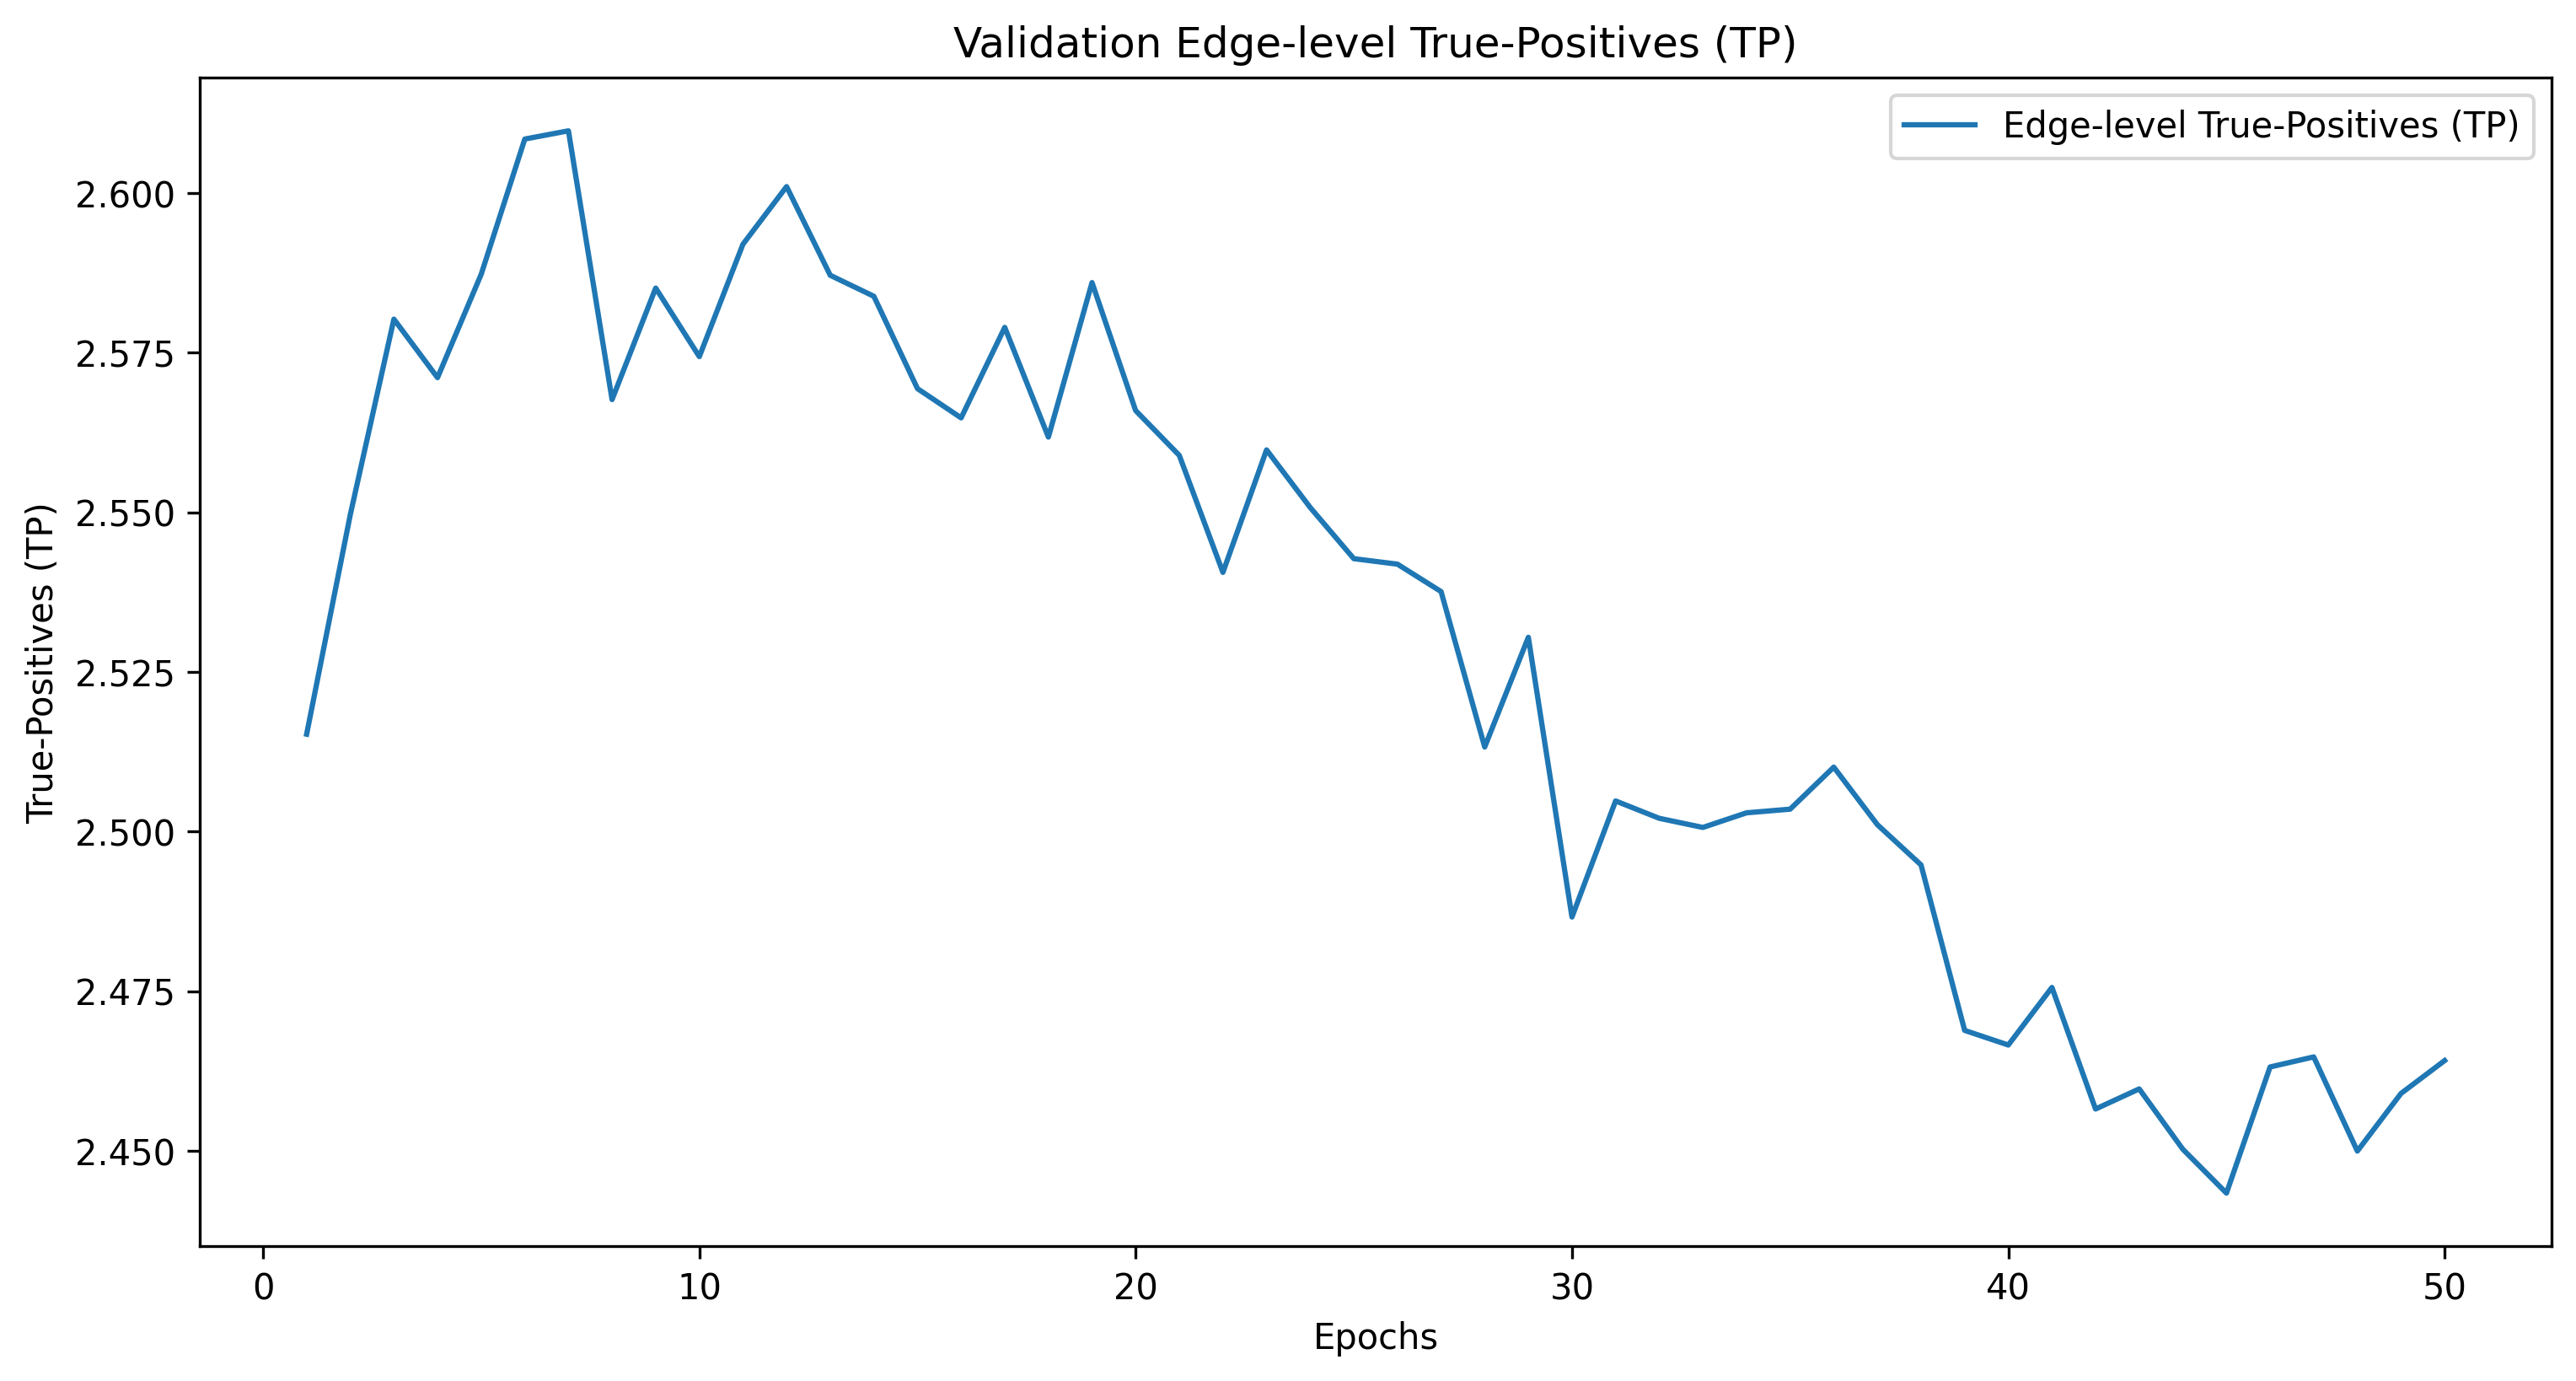 Validation Edge-level True-Positives (TP)
Edge-level True-Positives (TP)
True-Positives (TP)
2.600
2.575
2.550
2.525
2.500
2.475
2.450
0 10 20 30 40 50
Epochs